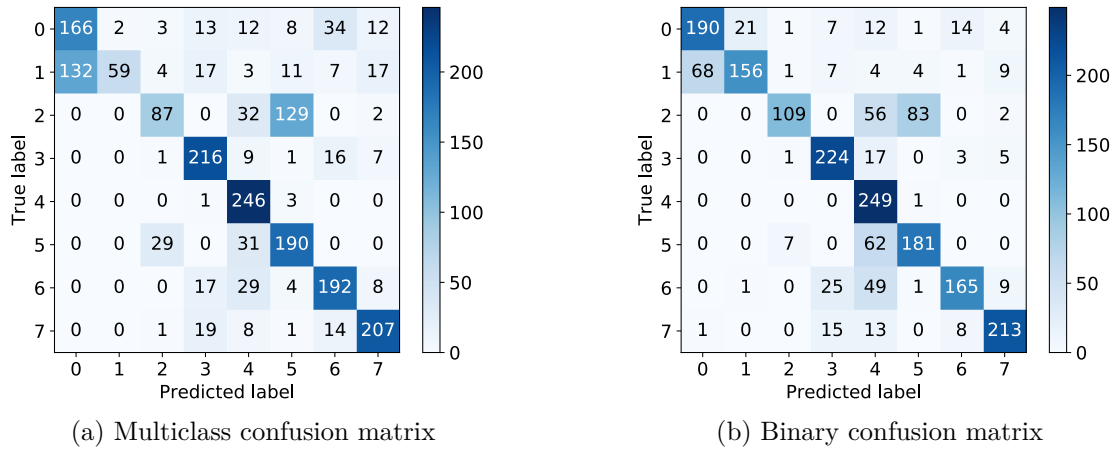 0 166 2 3 13 12 8 34 12
1 132 59 4 17 3 11 7 17
2 0 0 87 0 32 129 0 2
3 0 0 1 216 9 1 16 7
4 0 0 0 1 246 3 0 0
5 0 0 29 0 31 190 0 0
6 0 0 0 17 29 4 192 8
7 0 0 1 19 8 1 14 207
0 1 2 3 4 5 6 7
True label
Predicted label
200
150
100
50
0
(a) Multiclass confusion matrix
0 190 21 1 7 12 1 14 4
1 68 156 1 7 4 4 1 9
2 0 0 109 0 56 83 0 2
3 0 0 1 224 17 0 3 5
4 0 0 0 0 249 1 0 0
5 0 0 7 0 62 181 0 0
6 0 1 0 25 49 1 165 9
7 1 0 0 15 13 0 8 213
0 1 2 3 4 5 6 7
True label
Predicted label
200
150
100
50
0
(b) Binary confusion matrix